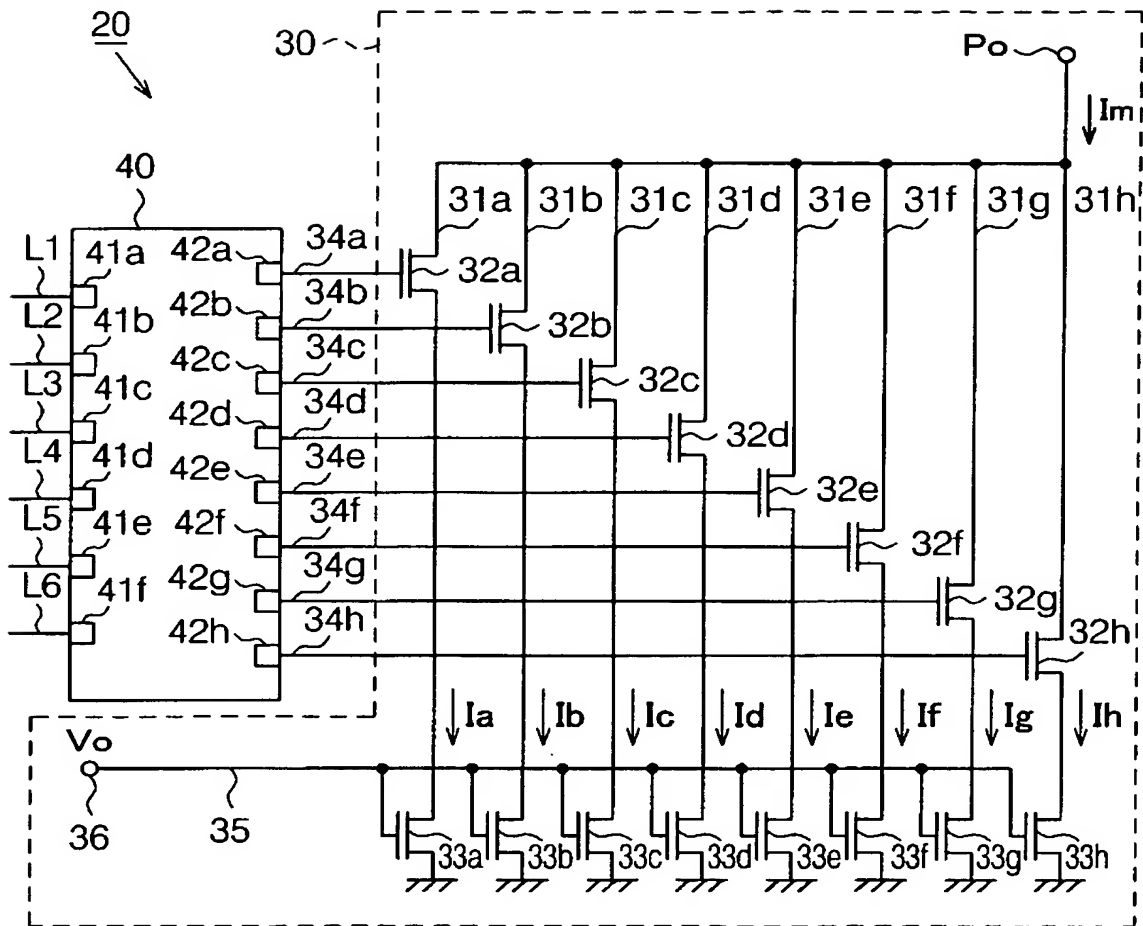 20
30
Po
Im
40
31a 31b 31c 31d 31e 31f 31g 31h
L1 41a 42a 34a 32a
L2 41b 42b 34b 32b
L3 41c 42c 34c 32c
L4 41d 42d 34d 32d
L5 41e 42e 34e 32e
L6 41f 42f 34f 32f
42g 34g 32g
42h 34h 32h
Ia Ib Ic Id Ie If Ig Ih
Vo
36 35 33a 33b 33c 33d 33e 33f 33g 33h